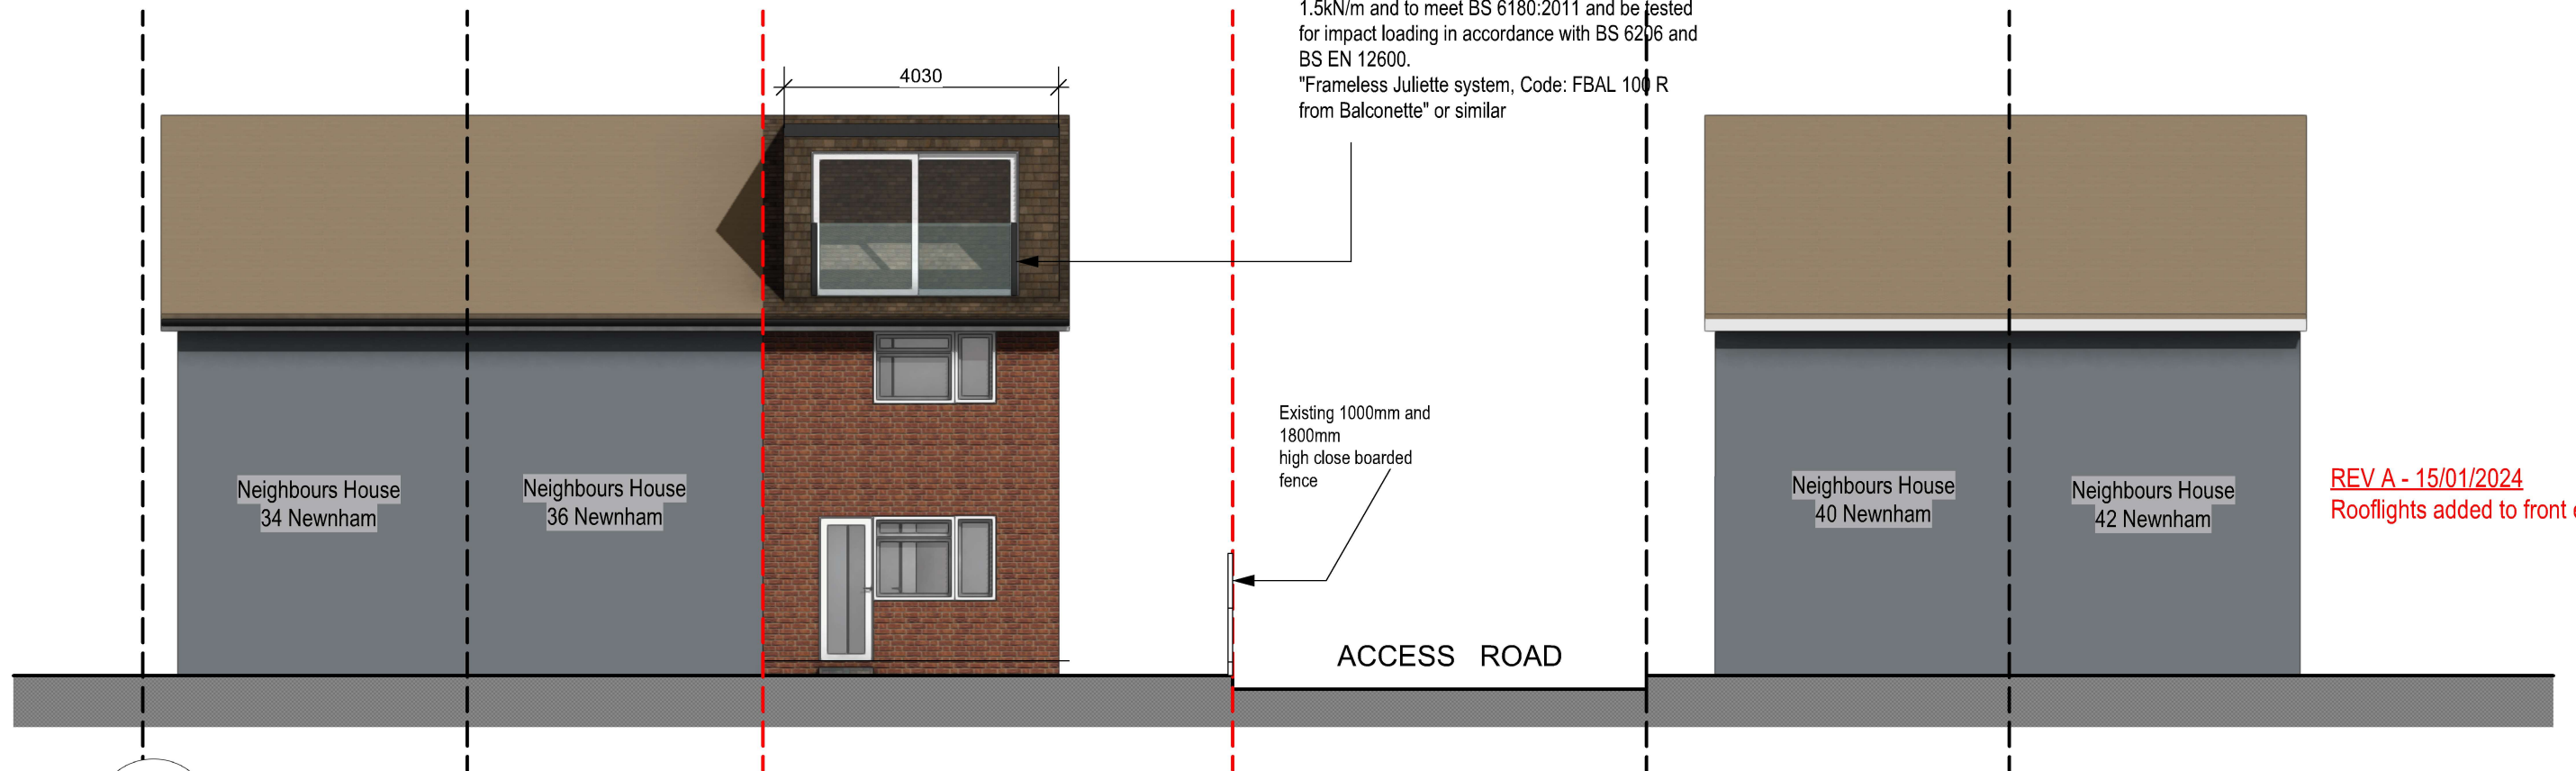 1.5kN/m and to meet BS 6180:2011 and be tested
for impact loading in accordance with BS 6206 and
BS EN 12600.
"Frameless Juliette system, Code: FBAL 100 R
from Balconette" or similar
4030
Existing 1000mm and
1800mm
high close boarded
fence
Neighbours House
34 Newnham
Neighbours House
36 Newnham
Neighbours House
40 Newnham
Neighbours House
42 Newnham
REV A - 15/01/2024
Rooflights added to front
ACCESS ROAD